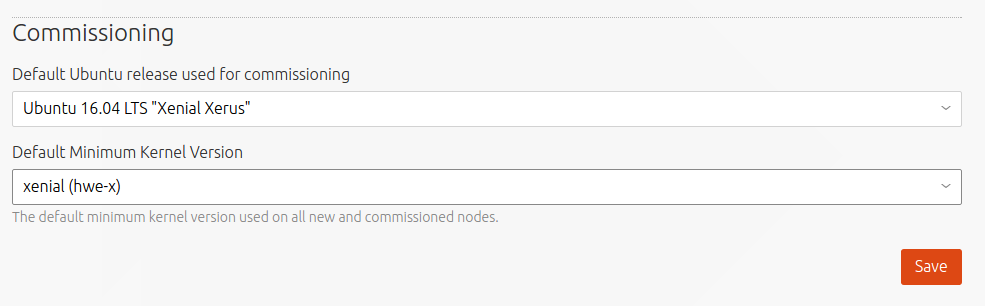 Commissioning
Default Ubuntu release used for commissioning
Ubuntu 16.04 LTS "Xenial Xerus"
Default Minimum Kernel Version
xenial (hwe-x)
The default minimum kernel version used on all new and commissioned nodes.
Save